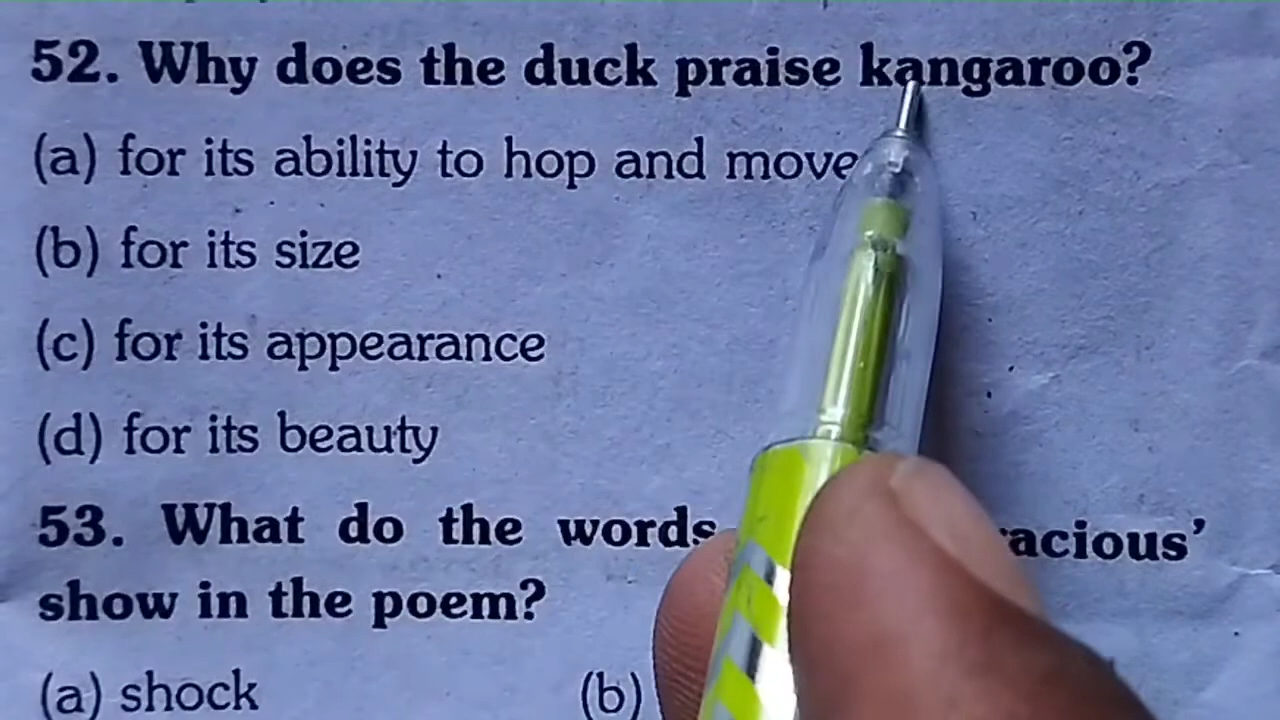 52. Why does the duck praise kangaroo?
(a) for its ability to hop and move
(b) for its size
(c) for its appearance
(d) for its beauty
53. What do the words
show in the poem?
(a) shock (b)